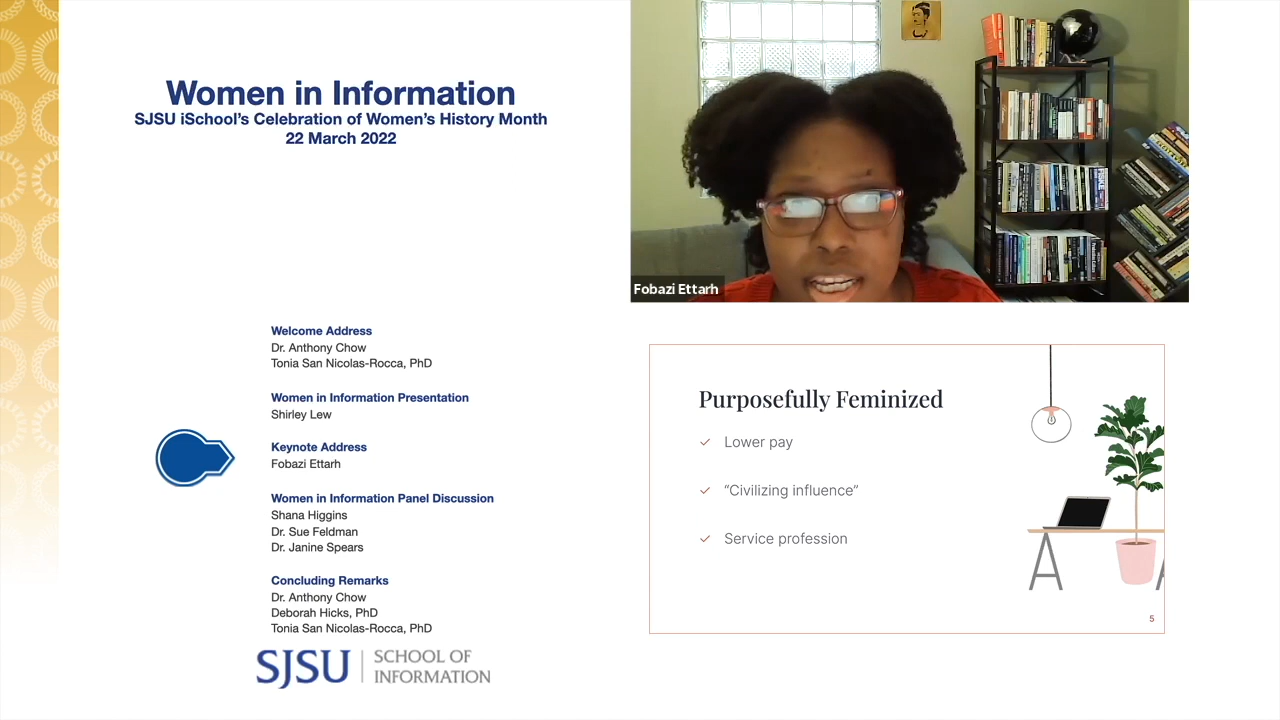 Women in Information
SJSU iSchool’s Celebration of Women’s History Month
22 March 2022
Fobazi Ettarh
Welcome Address
Dr. Anthony Chow
Tonia San Nicolas-Rocca, PhD
Women in Information Presentation
Shirley Lew
Keynote Address
Fobazi Ettarh
Women in Information Panel Discussion
Shana Higgins
Dr. Sue Feldman
Dr. Janine Spears
Concluding Remarks
Dr. Anthony Chow
Deborah Hicks, PhD
Tonia San Nicolas-Rocca, PhD
SJSU
SCHOOL OF
INFORMATION
Purposefully Feminized
Lower pay
“Civilizing influence”
Service profession
5